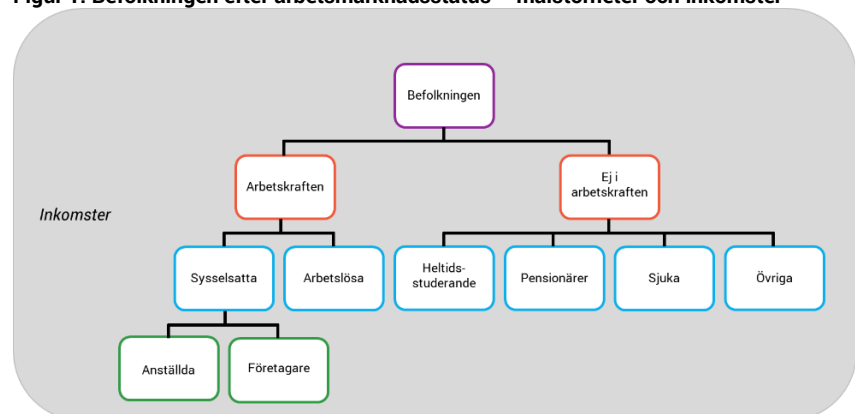 Figur 1. Befolkningen efter arbetsmarknadsstatus – målstorheter och inkomster
Befolkningen
Arbetskraften
Ej i
arbetskraften
Inkomster
Sysselsatta
Arbetslösa
Heltids-
studerande
Pensionärer
Sjuka
Övriga
Anställda
Företagare